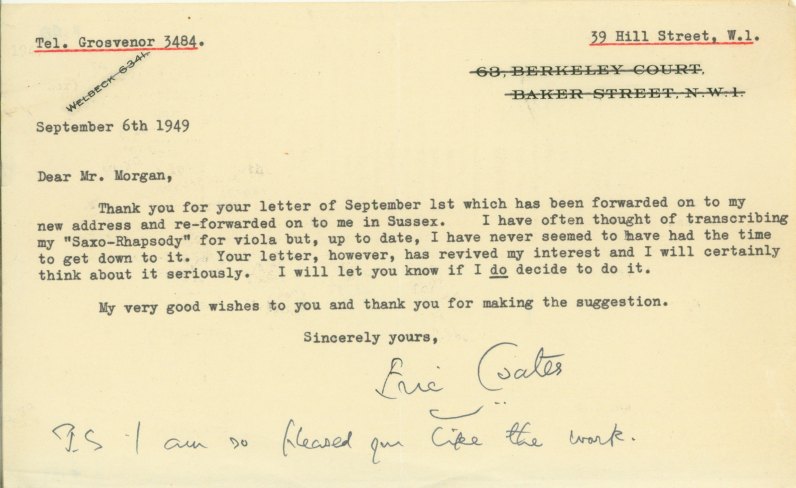 Tel. Grosvenor 3484.
39 Hill Street, W.1.
WELBECK 6341.
63, BERKELEY COURT,
BAKER STREET, N.W.1.
September 6th 1949
Dear Mr. Morgan,
Thank you for your letter of September 1st which has been forwarded on to my
new address and re-forwarded on to me in Sussex. I have often thought of transcribing
my "Saxo-Rhapsody" for viola but, up to date, I have never seemed to have had the time
to get down to it. Your letter, however, has revived my interest and I will certainly
think about it seriously. I will let you know if I do decide to do it.
My very good wishes to you and thank you for making the suggestion.
Sincerely yours,
Eric Coates
P.S I am so pleased you like the work.